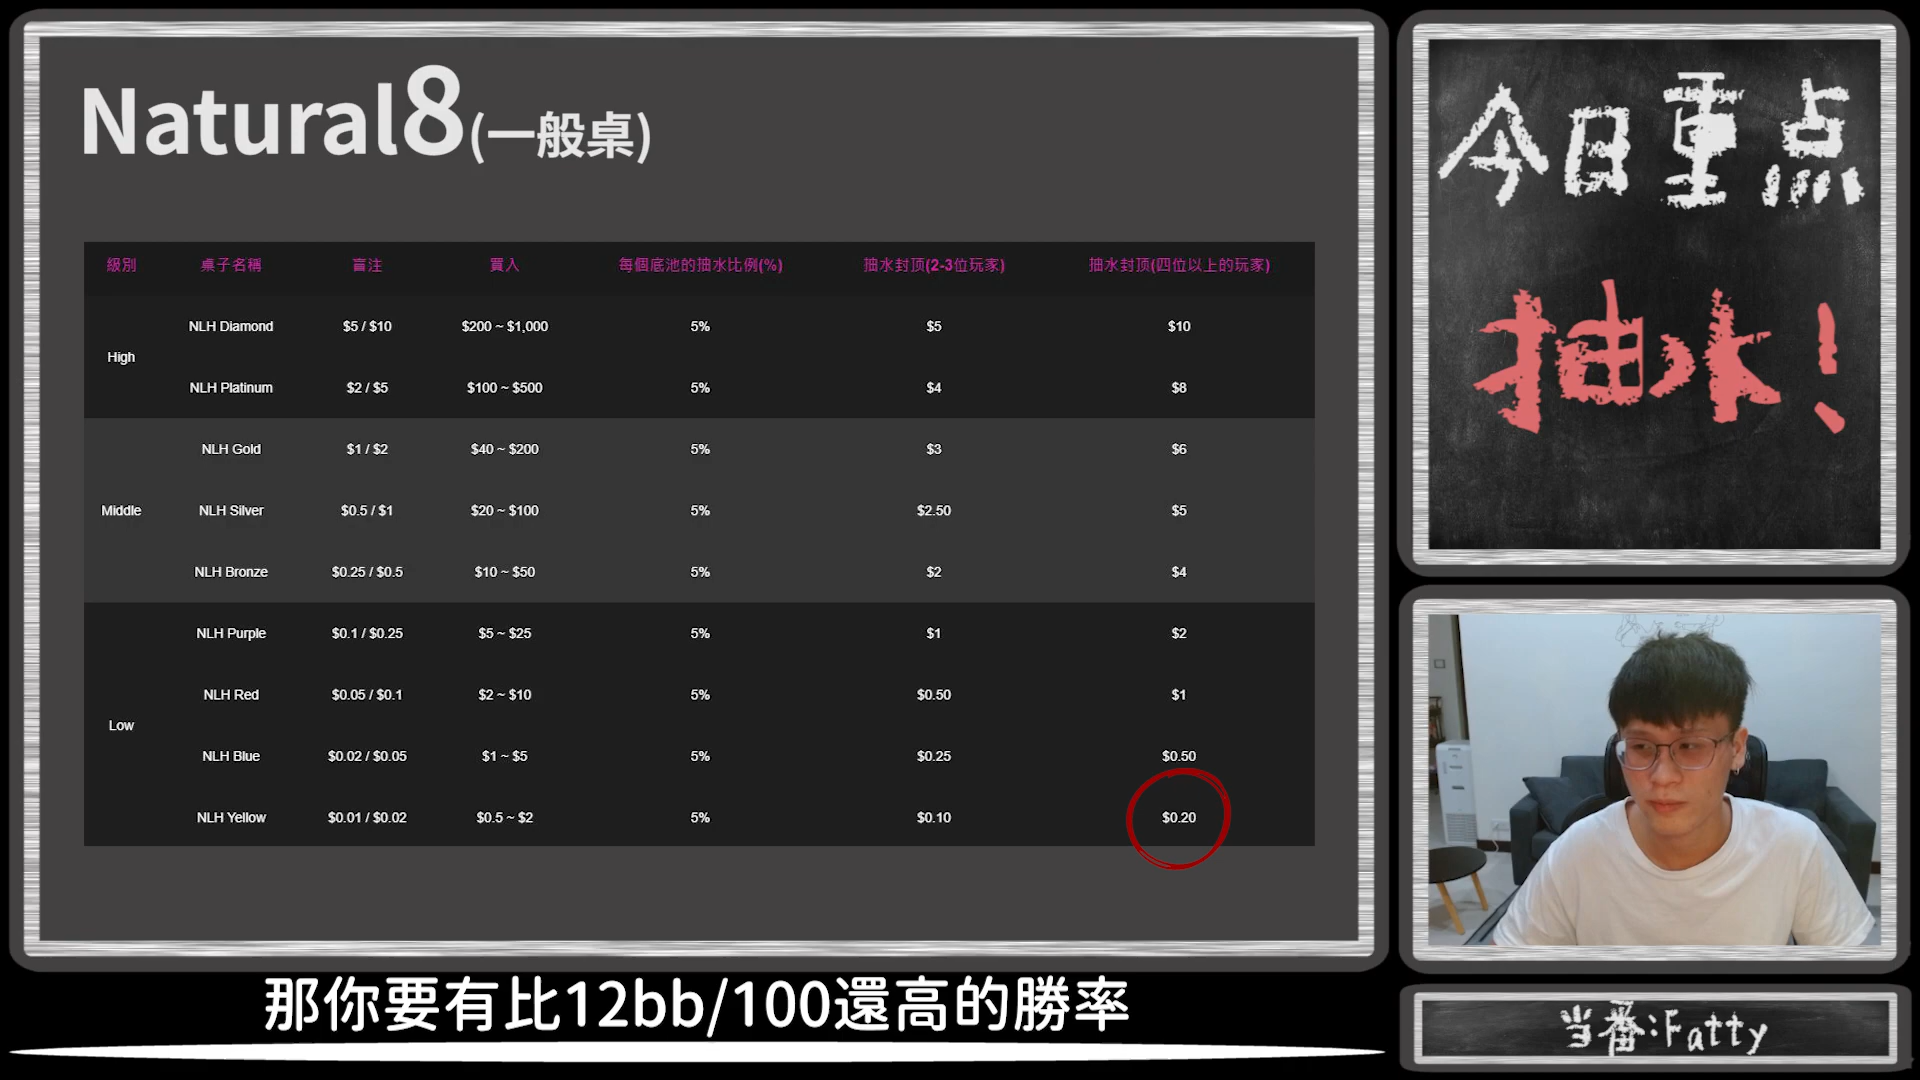 Natural8(一般桌)
級別 桌子名稱 盲注 買入 每個底池的抽水比例(%) 抽水封顶(2-3位玩家) 抽水封顶(四位以上的玩家)
High
NLH Diamond $5 / $10 $200 ~ $1,000 5% $5 $10
NLH Platinum $2 / $5 $100 ~ $500 5% $4 $8
Middle
NLH Gold $1 / $2 $40 ~ $200 5% $3 $6
NLH Silver $0.5 / $1 $20 ~ $100 5% $2.50 $5
NLH Bronze $0.25 / $0.5 $10 ~ $50 5% $2 $4
Low
NLH Purple $0.1 / $0.25 $5 ~ $25 5% $1 $2
NLH Red $0.05 / $0.1 $2 ~ $10 5% $0.50 $1
NLH Blue $0.02 / $0.05 $1 ~ $5 5% $0.25 $0.50
NLH Yellow $0.01 / $0.02 $0.5 ~ $2 5% $0.10 $0.20
今日重点
抽水!
那你要有比12bb/100還高的勝率
当番:Fatty